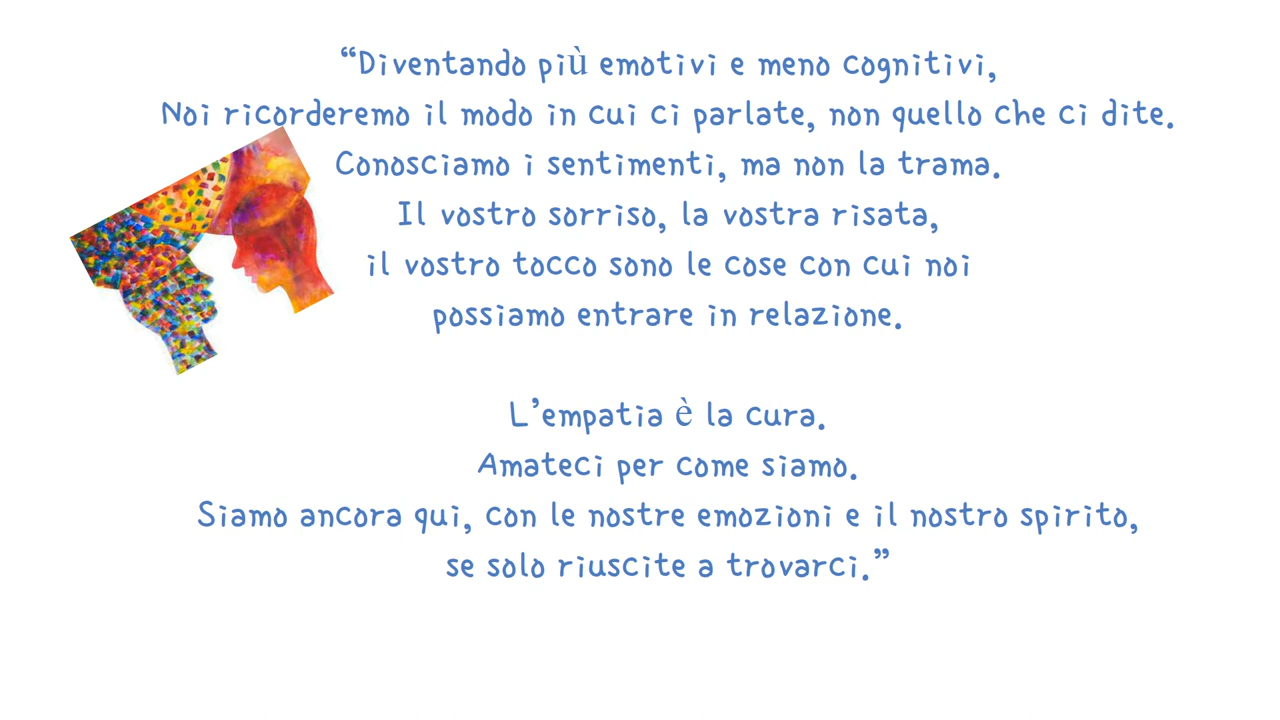 “Diventando più emotivi e meno cognitivi,
Noi ricorderemo il modo in cui ci parlate, non quello che ci dite.
Conosciamo i sentimenti, ma non la trama.
Il vostro sorriso, la vostra risata,
il vostro tocco sono le cose con cui noi
possiamo entrare in relazione.
L’empatia è la cura.
Amateci per come siamo.
Siamo ancora qui, con le nostre emozioni e il nostro spirito,
se solo riuscite a trovarci.”